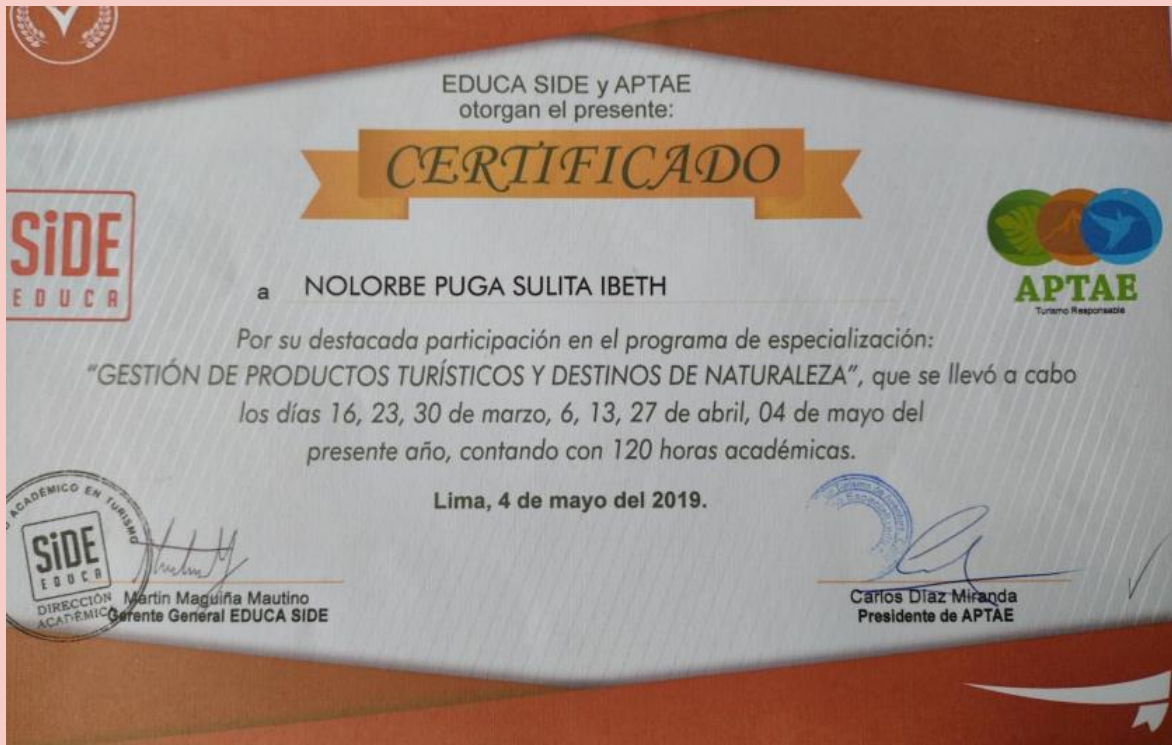 EDUCA SIDE y APTAE
otorgan el presente:
CERTIFICADO
SiDE
EDUCA
APTAE
Turismo Responsable
a NOLORBE PUGA SULITA IBETH
Por su destacada participación en el programa de especialización:
"GESTIÓN DE PRODUCTOS TURÍSTICOS Y DESTINOS DE NATURALEZA", que se llevó a cabo
los días 16, 23, 30 de marzo, 6, 13, 27 de abril, 04 de mayo del
presente año, contando con 120 horas académicas.
Lima, 4 de mayo del 2019.
ACADÉMICO EN TURISMO
SiDE
EDUCA
DIRECCIÓN
ACADÉMICA
Martin Maguiña Mautino
Gerente General EDUCA SIDE
Turismo de
Carlos Díaz Miranda
Presidente de APTAE